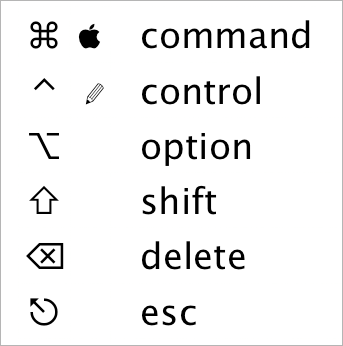 ⌘  command
^ ✎ control
⌥ option
⇧ shift
⌫ delete
⎋ esc